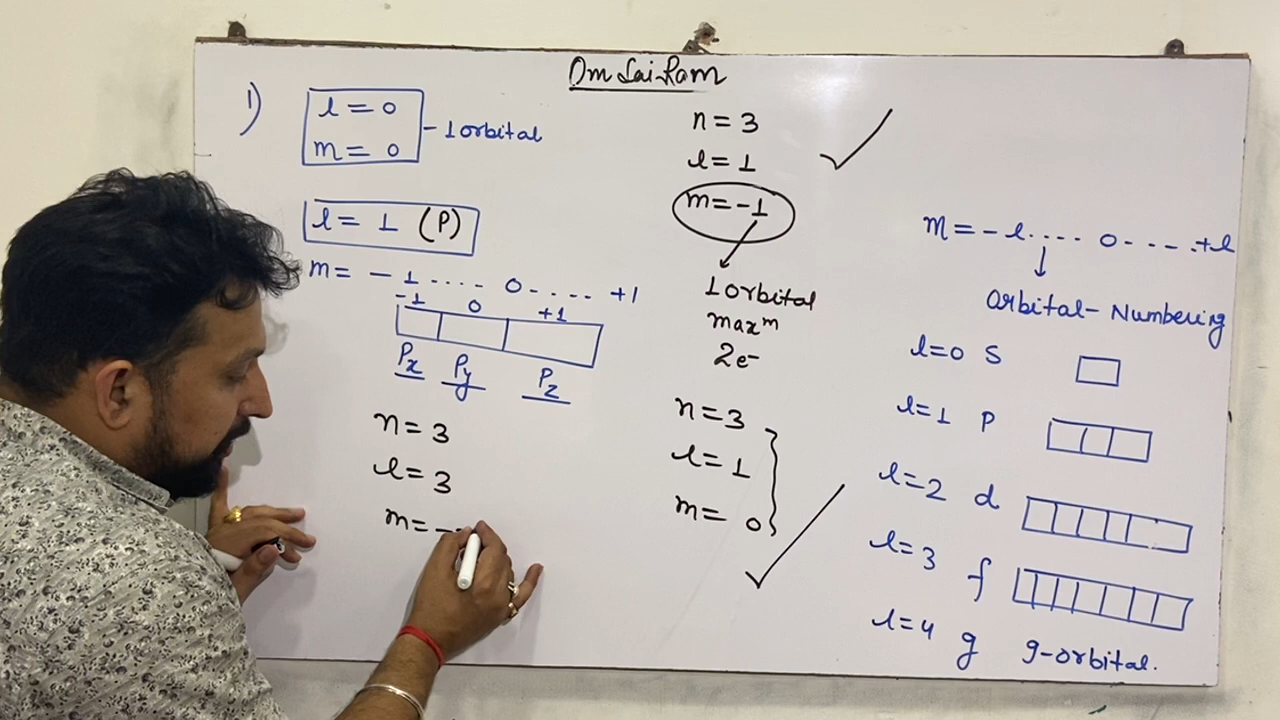 Om Sai Ram
1)
l = 0
m = 0
- 1 orbital
l = 1 (P)
m = - 1 .... 0 .... +1
-1 0 +1
Px Py Pz
n = 3
l = 3
m = -
n = 3
l = 1
m = -1
1 orbital
maxm
2e-
n = 3
l = 1
m = 0
m = - l .... 0 - - - . +l
Orbital - Numbering
l=0 S
l=1 P
l=2 d
l=3 f
l=4 g g-orbital.